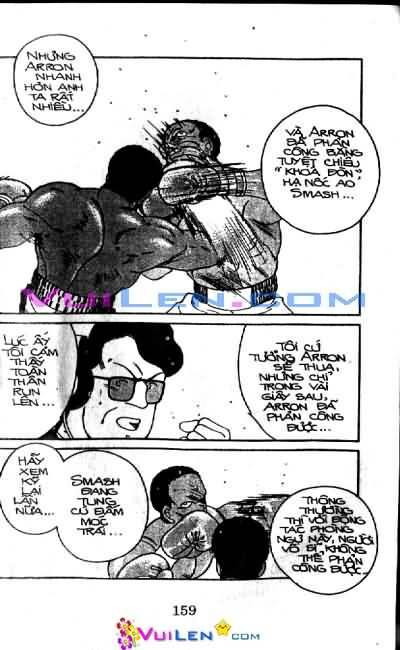 NHƯNG
ARRON
NHANH
HƠN ANH
TA RẤT
NHIỀU...
VÀ ARRON
ĐÃ PHẢN
CÔNG BẰNG
TUYỆT CHIÊU
"KHÓA ĐÒN"
HẠ NỐC AO
SMASH...
VuiLen.com
LÚC ẤY
TÔI CẢM
THẤY
TOÀN
THÂN
RUN
LÊN...
TÔI CỨ
TƯỞNG ARRON
SẼ THUA,
NHƯNG CHỈ
TRONG VÀI
GIÂY SAU,
ARRON ĐÃ
PHẢN CÔNG
ĐƯỢC...
HÃY
XEM
KỸ
LẠI
LẦN
NỮA...
SMASH
ĐANG
TUNG
CÚ ĐẤM
MÓC
TRÁI...
THÔNG
THƯỜNG
THÌ VỚI ĐỘNG
TÁC PHÒNG
NGỰ NÀY, NGƯỜI
VÕ SĨ KHÔNG
THỂ PHẢN
CÔNG ĐƯỢC
159
VuiLen.com